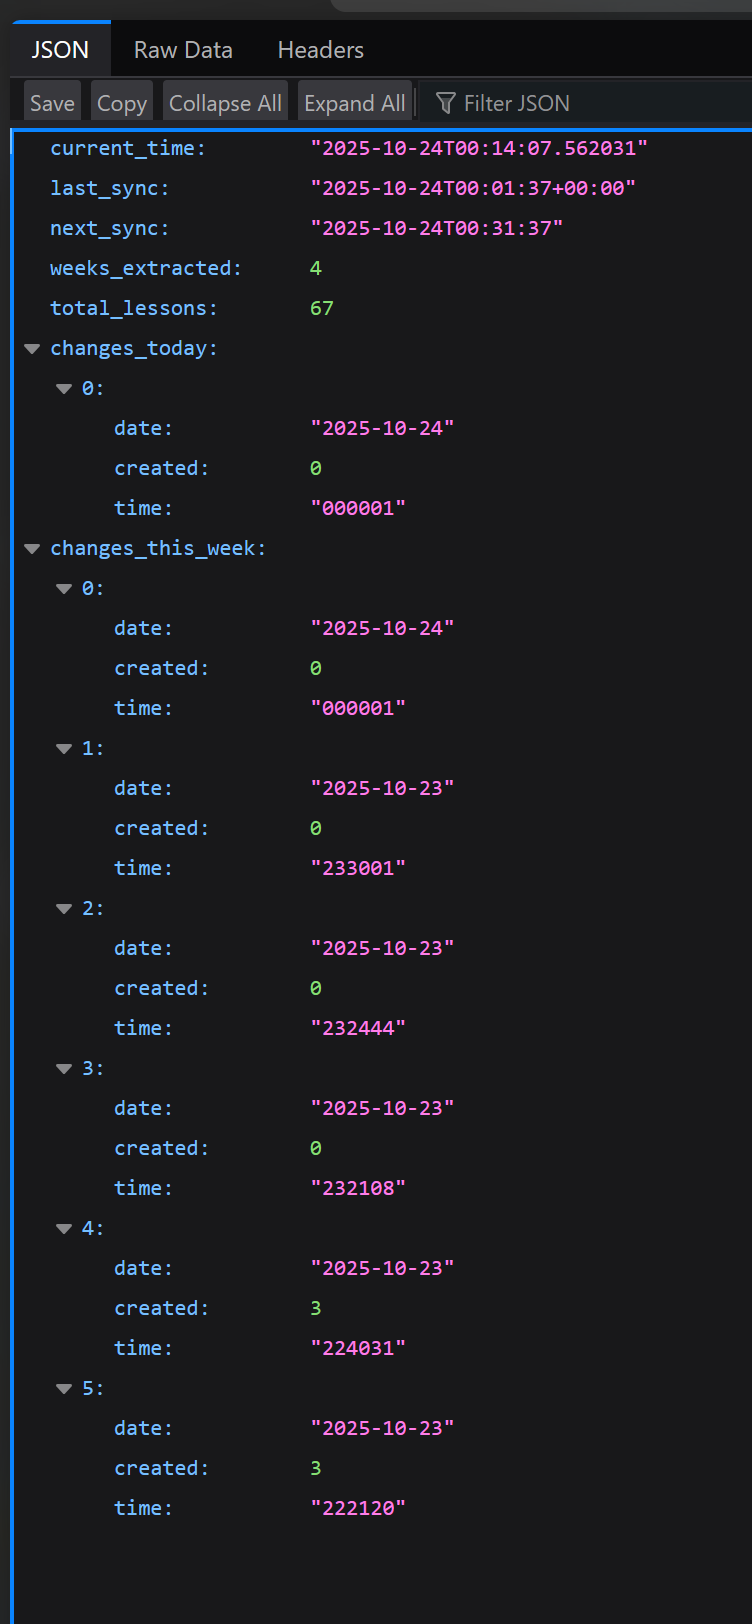 JSON Raw Data Headers
Save Copy Collapse All Expand All Filter JSON
current_time: "2025-10-24T00:14:07.562031"
last_sync: "2025-10-24T00:01:37+00:00"
next_sync: "2025-10-24T00:31:37"
weeks_extracted: 4
total_lessons: 67
changes_today:
0:
date: "2025-10-24"
created: 0
time: "000001"
changes_this_week:
0:
date: "2025-10-24"
created: 0
time: "000001"
1:
date: "2025-10-23"
created: 0
time: "233001"
2:
date: "2025-10-23"
created: 0
time: "232444"
3:
date: "2025-10-23"
created: 0
time: "232108"
4:
date: "2025-10-23"
created: 3
time: "224031"
5:
date: "2025-10-23"
created: 3
time: "222120"